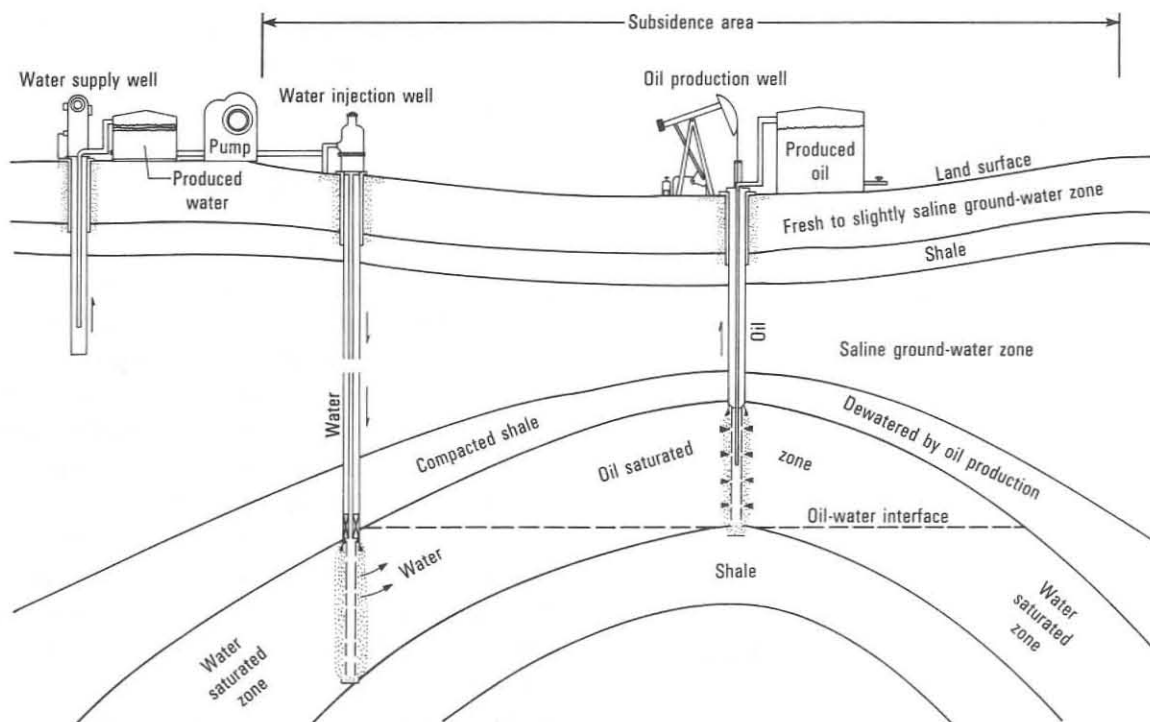 Subsidence area
Water supply well
Water injection well
Oil production well
Pump
Produced
water
Produced
oil
Land surface
Fresh to slightly saline ground-water zone
Shale
Oil
Saline ground-water zone
Water
Compacted shale
Dewatered by oil production
Oil saturated
zone
Oil-water interface
Water
Shale
Water
saturated
zone
Water
saturated
zone